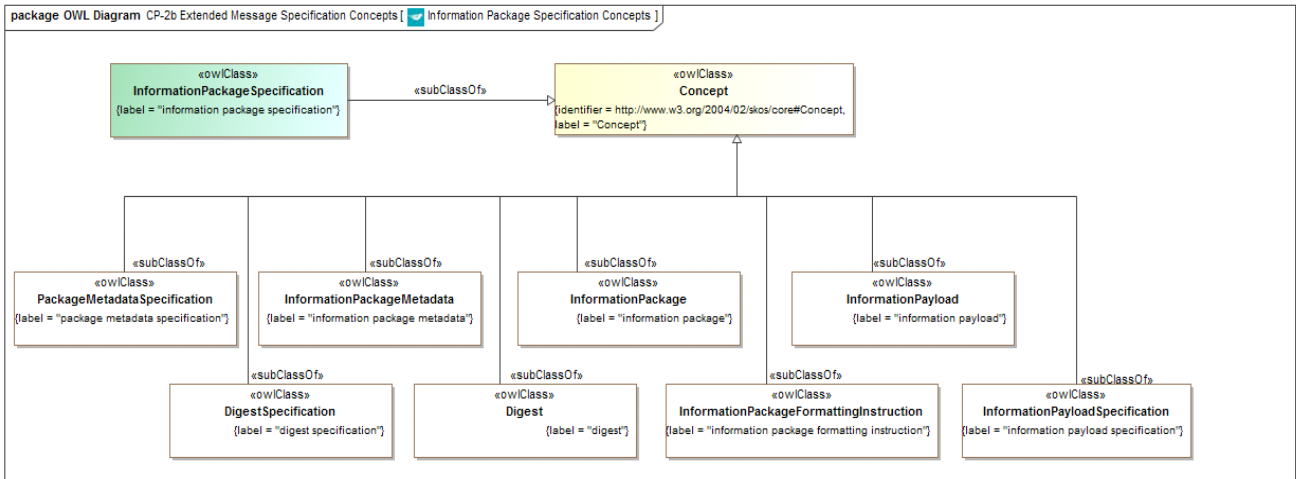 package OWL Diagram CP-2b Extended Message Specification Concepts [ Information Package Specification Concepts ]
«owlClass»
InformationPackageSpecification
{label = "information package specification"}
«subClassOf»
«owlClass»
Concept
{identifier = http://www.w3.org/2004/02/skos/core#Concept,
label = "Concept"}
«subClassOf»
«owlClass»
PackageMetadataSpecification
{label = "package metadata specification"}
«subClassOf»
«owlClass»
InformationPackageMetadata
{label = "information package metadata"}
«subClassOf»
«owlClass»
InformationPackage
{label = "information package"}
«subClassOf»
«owlClass»
InformationPayload
{label = "information payload"}
«subClassOf»
«owlClass»
DigestSpecification
{label = "digest specification"}
«subClassOf»
«owlClass»
Digest
{label = "digest"}
«subClassOf»
«owlClass»
InformationPackageFormattingInstruction
{label = "information package formatting instruction"}
«subClassOf»
«owlClass»
InformationPayloadSpecification
{label = "information payload specification"}